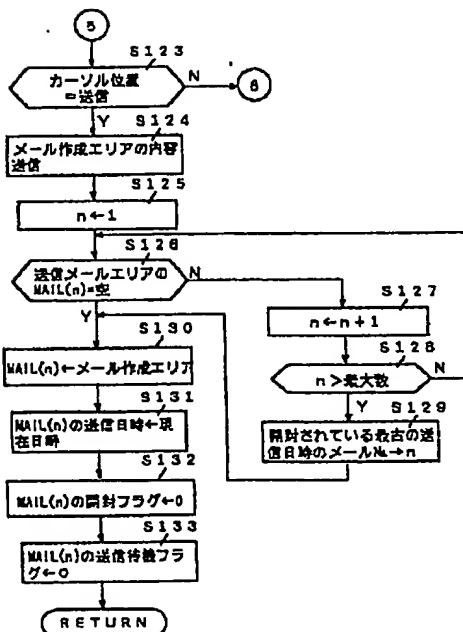 5
S123
カーソル位置
=送信
N
6
Y
S124
メール作成エリアの内容
送信
S125
n←1
S126
送信メールエリアの
MAIL(n)=空
N
Y
S127
n←n+1
S128
n>最大数
N
Y
S129
開封されている最古の送
信日時のメール№→n
S130
MAIL(n)←メール作成エリア
S131
MAIL(n)の送信日時←現
在日時
S132
MAIL(n)の開封フラグ←0
S133
MAIL(n)の送信待機フラ
グ←0
RETURN